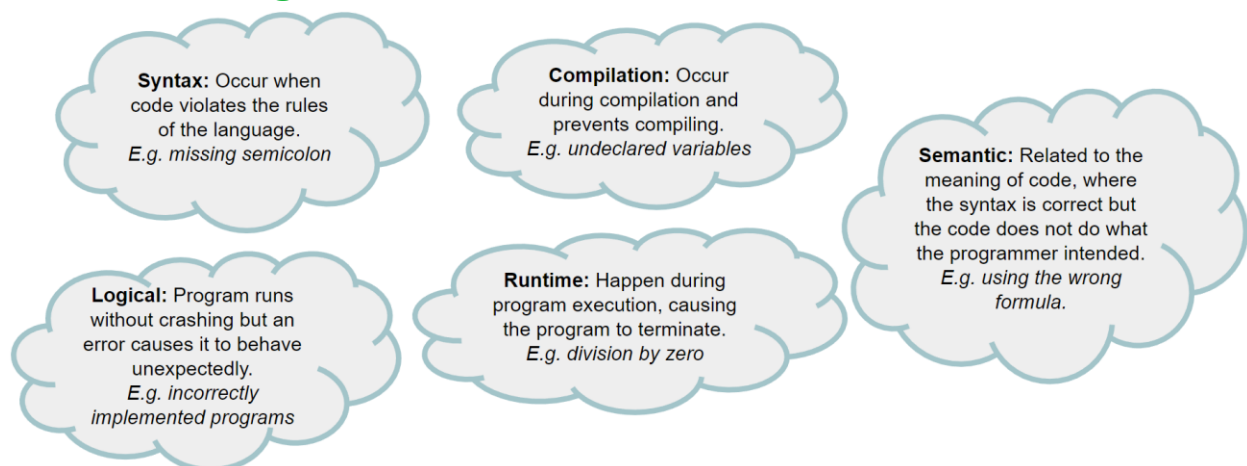 Syntax: Occur when
code violates the rules
of the language.
E.g. missing semicolon
Compilation: Occur
during compilation and
prevents compiling.
E.g. undeclared variables
Semantic: Related to the
meaning of code, where
the syntax is correct but
the code does not do what
the programmer intended.
E.g. using the wrong
formula.
Logical: Program runs
without crashing but an
error causes it to behave
unexpectedly.
E.g. incorrectly
implemented programs
Runtime: Happen during
program execution, causing
the program to terminate.
E.g. division by zero